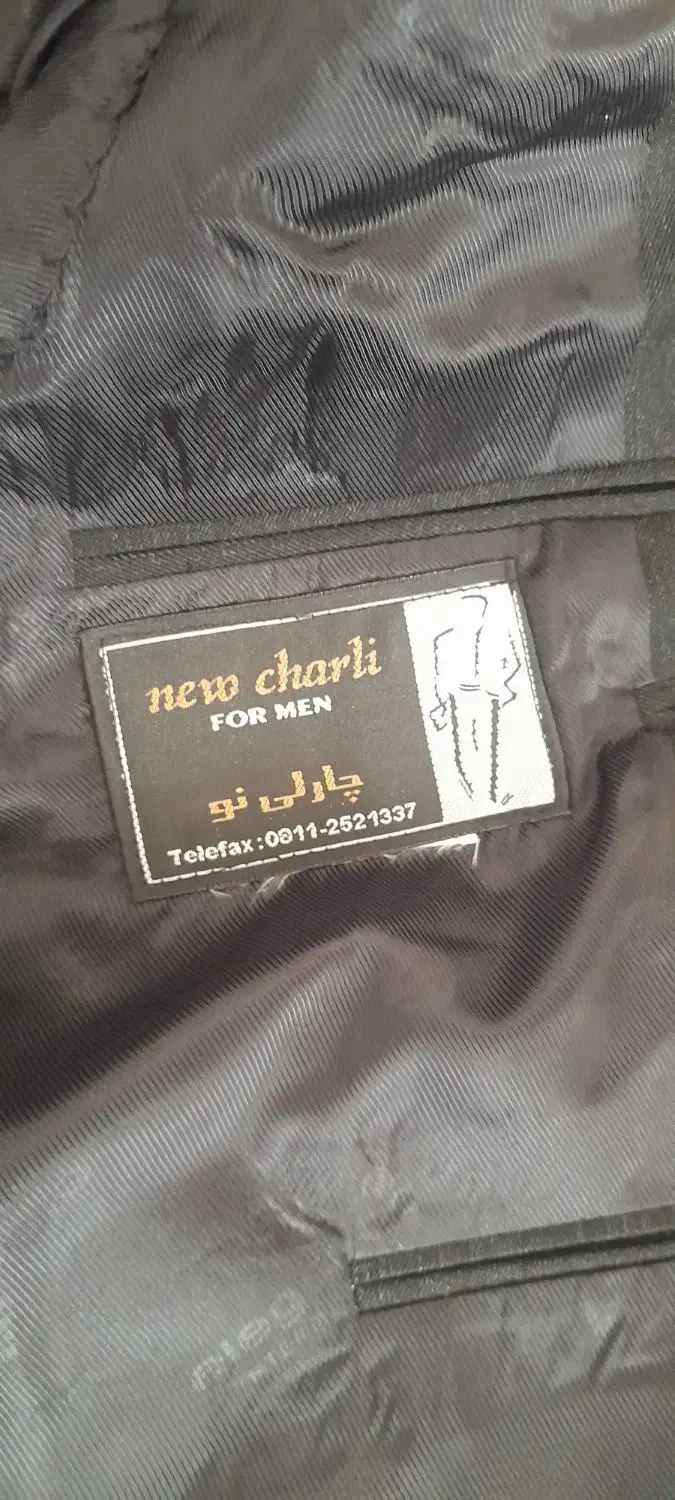 new charli
FOR MEN
چارلی نو
Telefax:0811-2521337